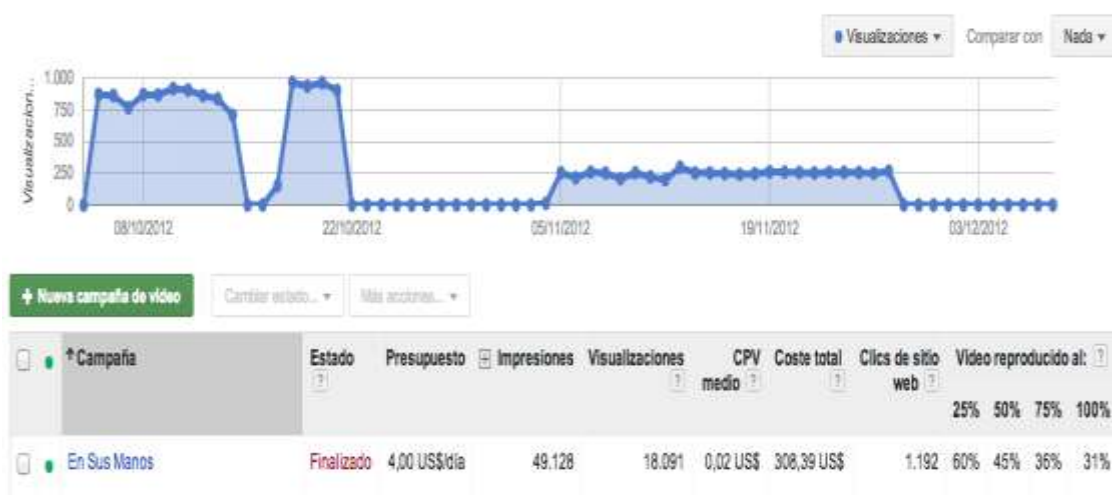 Visualizaciones Comparar con Nada
Visualizacion...
1.000
750
500
250
0
08/10/2012 22/10/2012 05/11/2012 19/11/2012 03/12/2012
+ Nueva campaña de vídeo Cambiar estado... Más acciones...
Campaña Estado Presupuesto Impresiones Visualizaciones CPV Coste total Clics de sitio Vídeo reproducido al: ?
? ? medio ? ? web ?
25% 50% 75% 100%
En Sus Manos Finalizado 4,00 US$/día 49.128 18.091 0,02 US$ 308,39 US$ 1.192 60% 45% 36% 31%